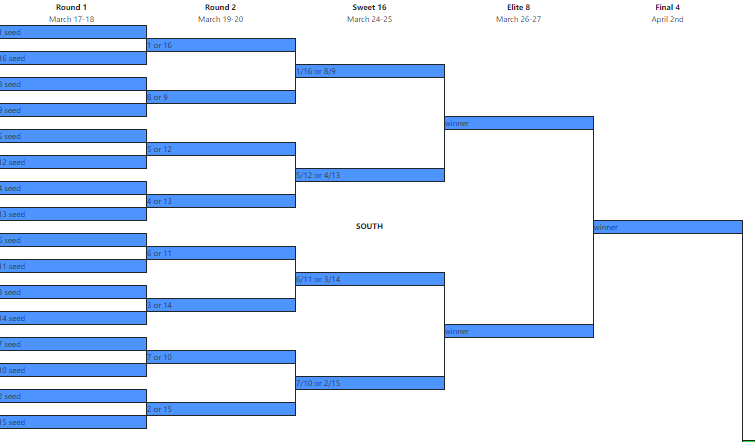 Round 1
March 17-18
Round 2
March 19-20
Sweet 16
March 24-25
Elite 8
March 26-27
Final 4
April 2nd
1 seed
16 seed
8 seed
9 seed
5 seed
12 seed
4 seed
13 seed
6 seed
11 seed
3 seed
14 seed
7 seed
10 seed
2 seed
15 seed
1 or 16
8 or 9
5 or 12
4 or 13
6 or 11
3 or 14
7 or 10
2 or 15
1/16 or 8/9
5/12 or 4/13
SOUTH
6/11 or 3/14
7/10 or 2/15
winner
winner
winner